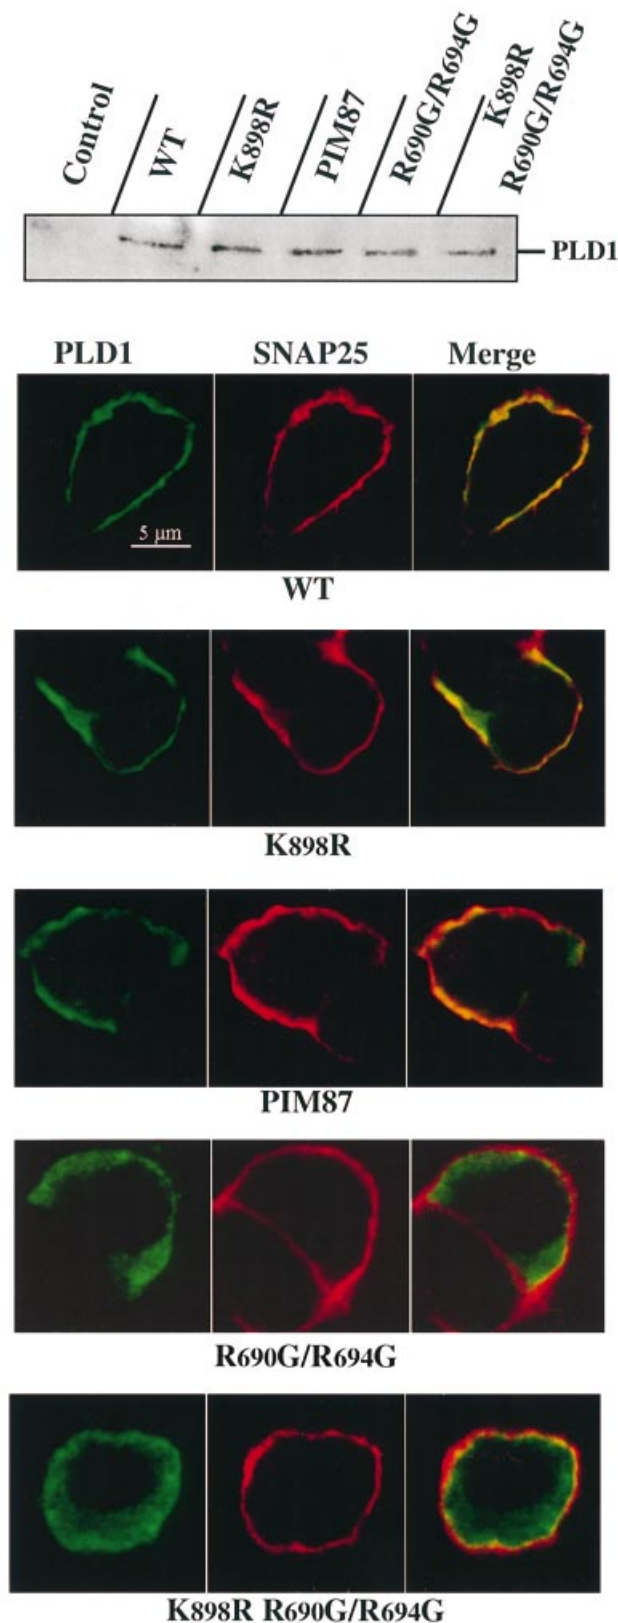 Control
WT
K898R
PIM87
R690G/R694G
K898R
R690G/R694G
PLD1
PLD1 SNAP25 Merge
5 µm
WT
K898R
PIM87
R690G/R694G
K898R R690G/R694G